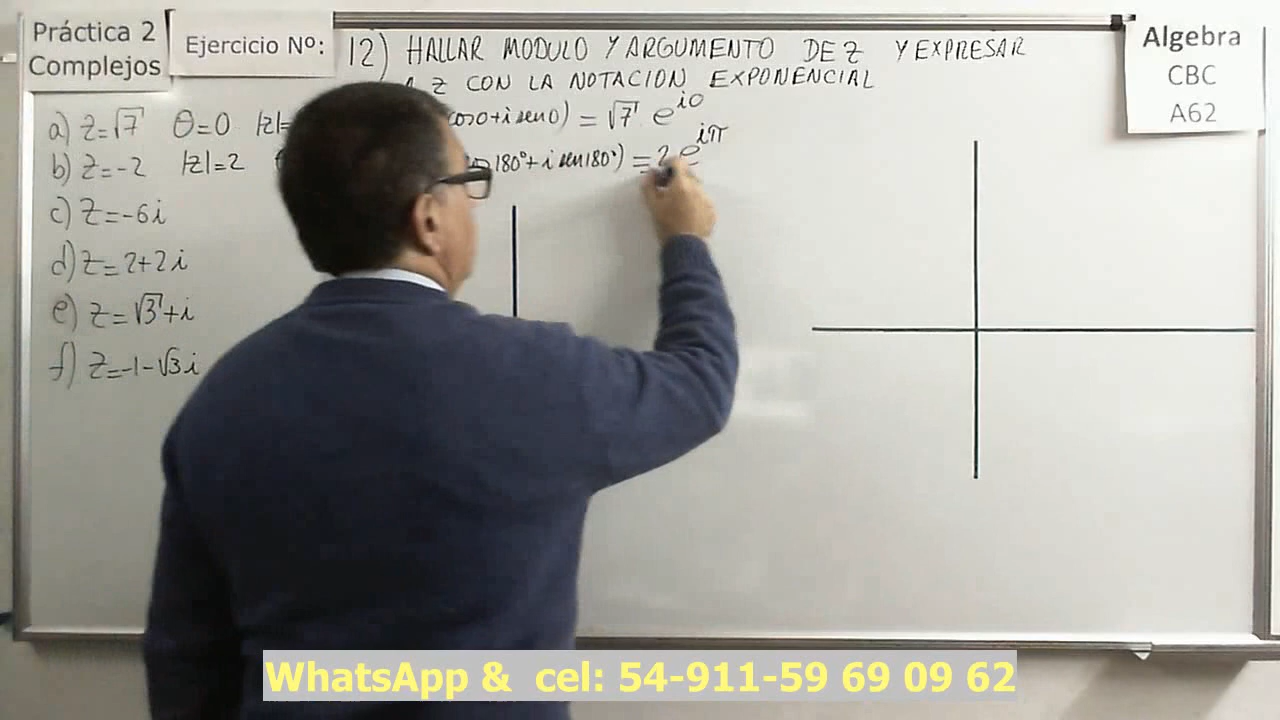 Práctica 2
Complejos
Ejercicio Nº:
12) HALLAR MODULO Y ARGUMENTO DE Z Y EXPRESAR
A Z CON LA NOTACION EXPONENCIAL
Algebra
CBC
A62
a) Z=√7 θ=0 |z|= cos0+i sen0) = √7 e^i0
b) Z=-2 |z|=2 180°+ i sen180°) = 2 e^iπ
c) Z=-6i
d) Z=2+2i
e) Z=√3+i
f) Z=-1-√3i
WhatsApp & cel: 54-911-59 69 09 62